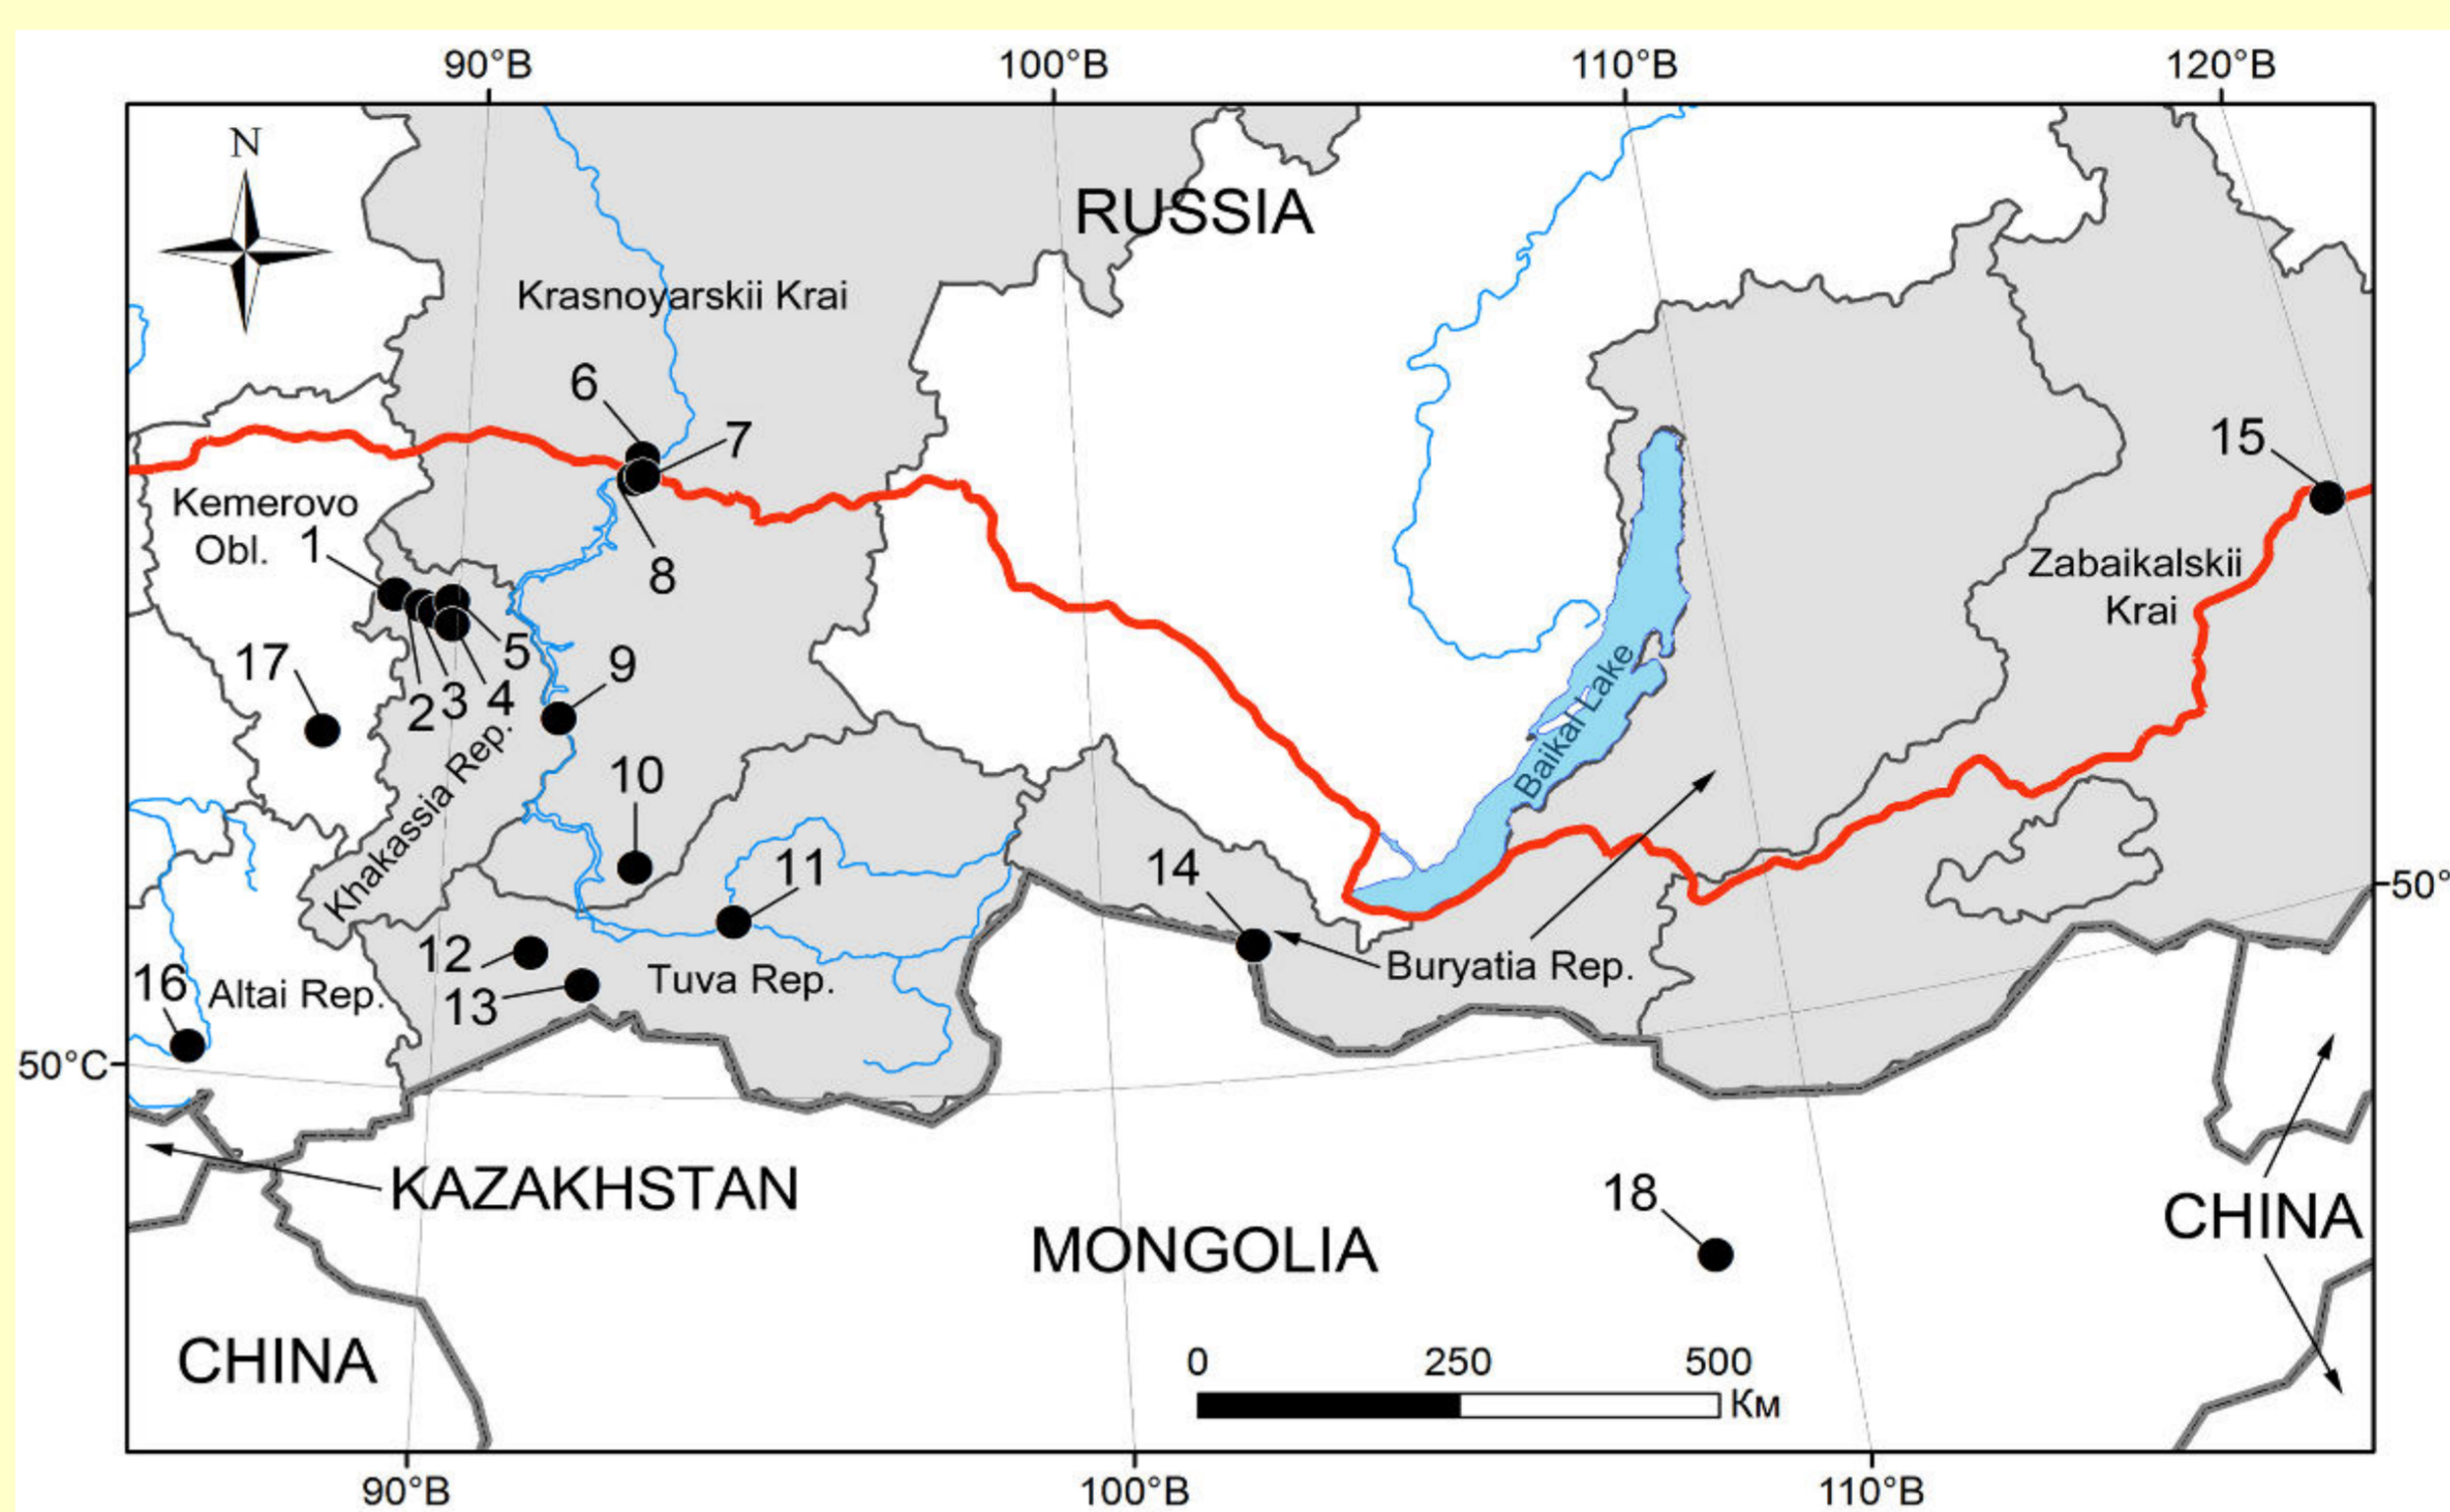 90°B
100°B
110°B
120°B
N
RUSSIA
Krasnoyarskii Krai
6
7
15
Kemerovo
Obl.
1
8
Zabaikalskii
Krai
5
17
9
2
3
4
Khakassia Rep.
Baikal Lake
10
11
14
50°
12
Buryatia Rep.
13
Tuva Rep.
16
Altai Rep.
50°C
KAZAKHSTAN
18
CHINA
MONGOLIA
CHINA
0
250
500
Км
90°B
100°B
110°B